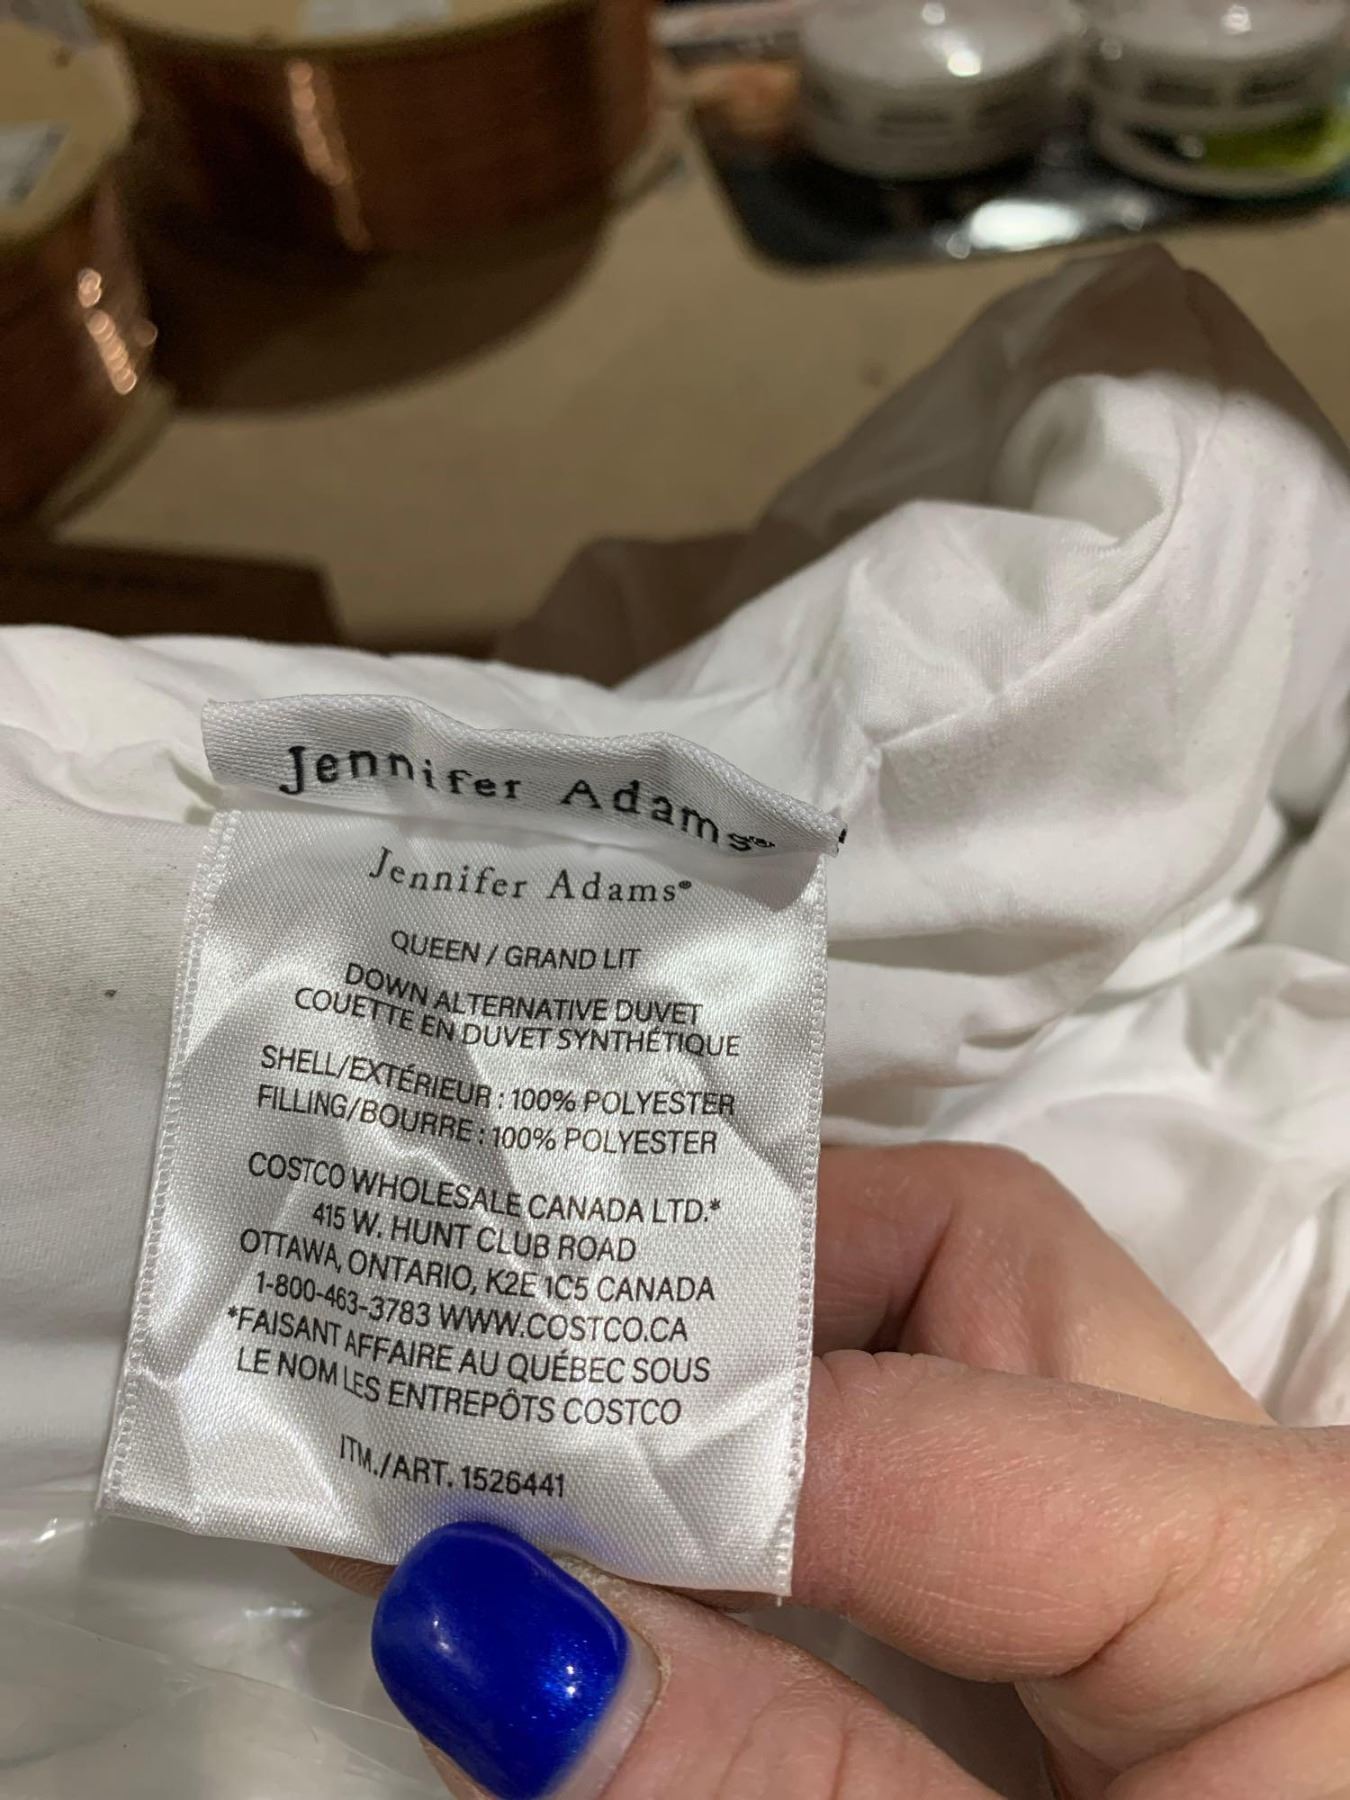 Jennifer Adams®
Jennifer Adams®
QUEEN / GRAND LIT
DOWN ALTERNATIVE DUVET
COUETTE EN DUVET SYNTHÉTIQUE
SHELL/EXTÉRIEUR : 100% POLYESTER
FILLING/BOURRE : 100% POLYESTER
COSTCO WHOLESALE CANADA LTD.*
415 W. HUNT CLUB ROAD
OTTAWA, ONTARIO, K2E 1C5 CANADA
1-800-463-3783 WWW.COSTCO.CA
*FAISANT AFFAIRE AU QUÉBEC SOUS
LE NOM LES ENTREPÔTS COSTCO
ITM./ART. 1526441